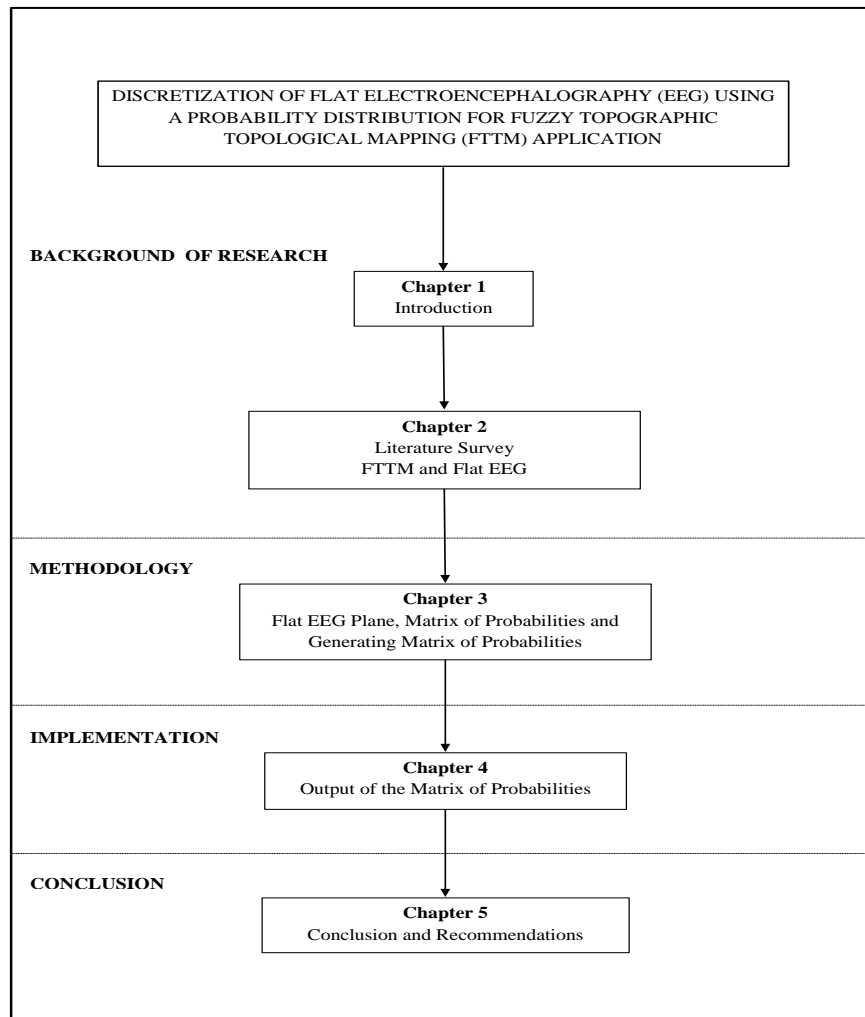 DISCRETIZATION OF FLAT ELECTROENCEPHALOGRAPHY (EEG) USING
A PROBABILITY DISTRIBUTION FOR FUZZY TOPOGRAPHIC
TOPOLOGICAL MAPPING (FTTM) APPLICATION
BACKGROUND OF RESEARCH
Chapter 1
Introduction
Chapter 2
Literature Survey
FTTM and Flat EEG
METHODOLOGY
Chapter 3
Flat EEG Plane, Matrix of Probabilities and
Generating Matrix of Probabilities
IMPLEMENTATION
Chapter 4
Output of the Matrix of Probabilities
CONCLUSION
Chapter 5
Conclusion and Recommendations